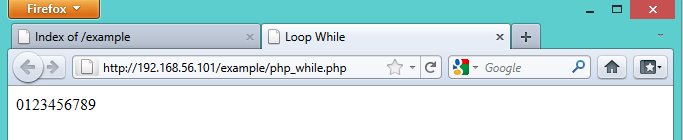 Firefox
Index of /example
Loop While
http://192.168.56.101/example/php_while.php
Google
0123456789